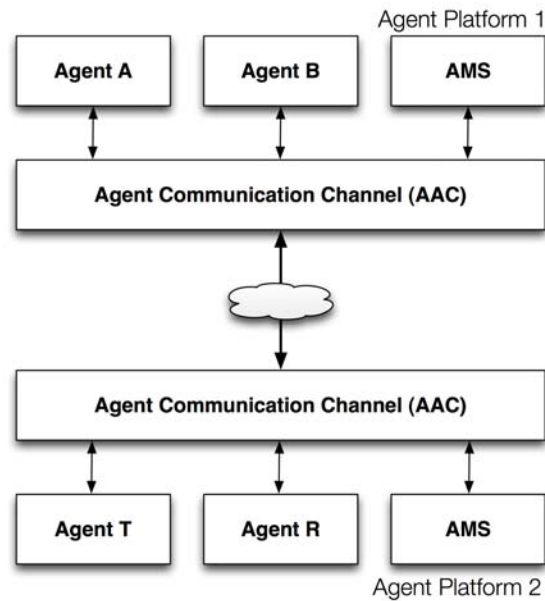 Agent Platform 1
Agent A
Agent B
AMS
Agent Communication Channel (AAC)
Agent Communication Channel (AAC)
Agent T
Agent R
AMS
Agent Platform 2